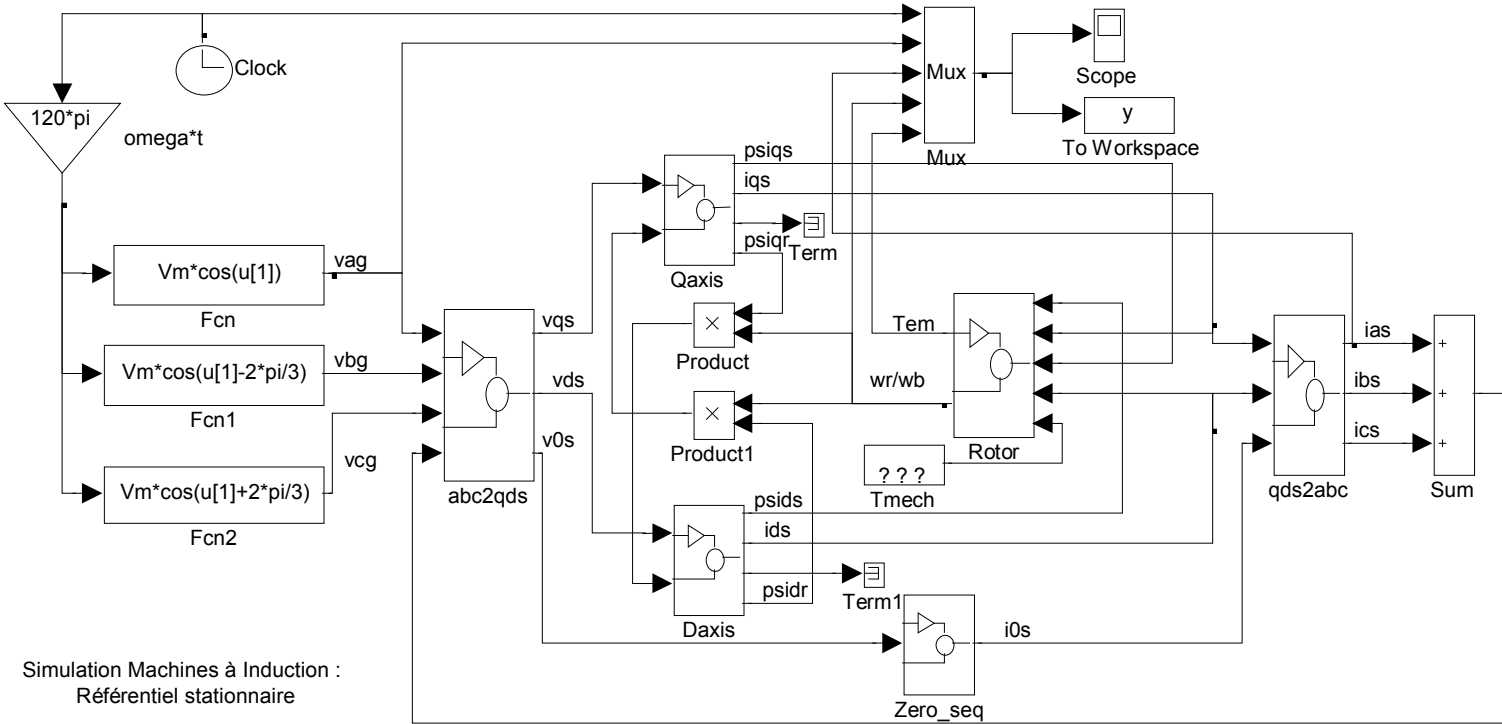 Clock
Mux
Scope
120*pi
omega*t
y
Mux
To Workspace
psiqs
iqs
psiqr
Term
Vm*cos(u[1])
vag
Qaxis
Fcn
vqs
Product
Tem
ias
Vm*cos(u[1]-2*pi/3)
vbg
Fcn1
vds
wr/wb
ibs
Product1
Rotor
v0s
ics
Vm*cos(u[1]+2*pi/3)
vcg
abc2qds
? ? ?
Tmech
qds2abc
Sum
Fcn2
psids
ids
psidr
Term1
Daxis
i0s
Zero_seq
Simulation Machines à Induction :
Référentiel stationnaire